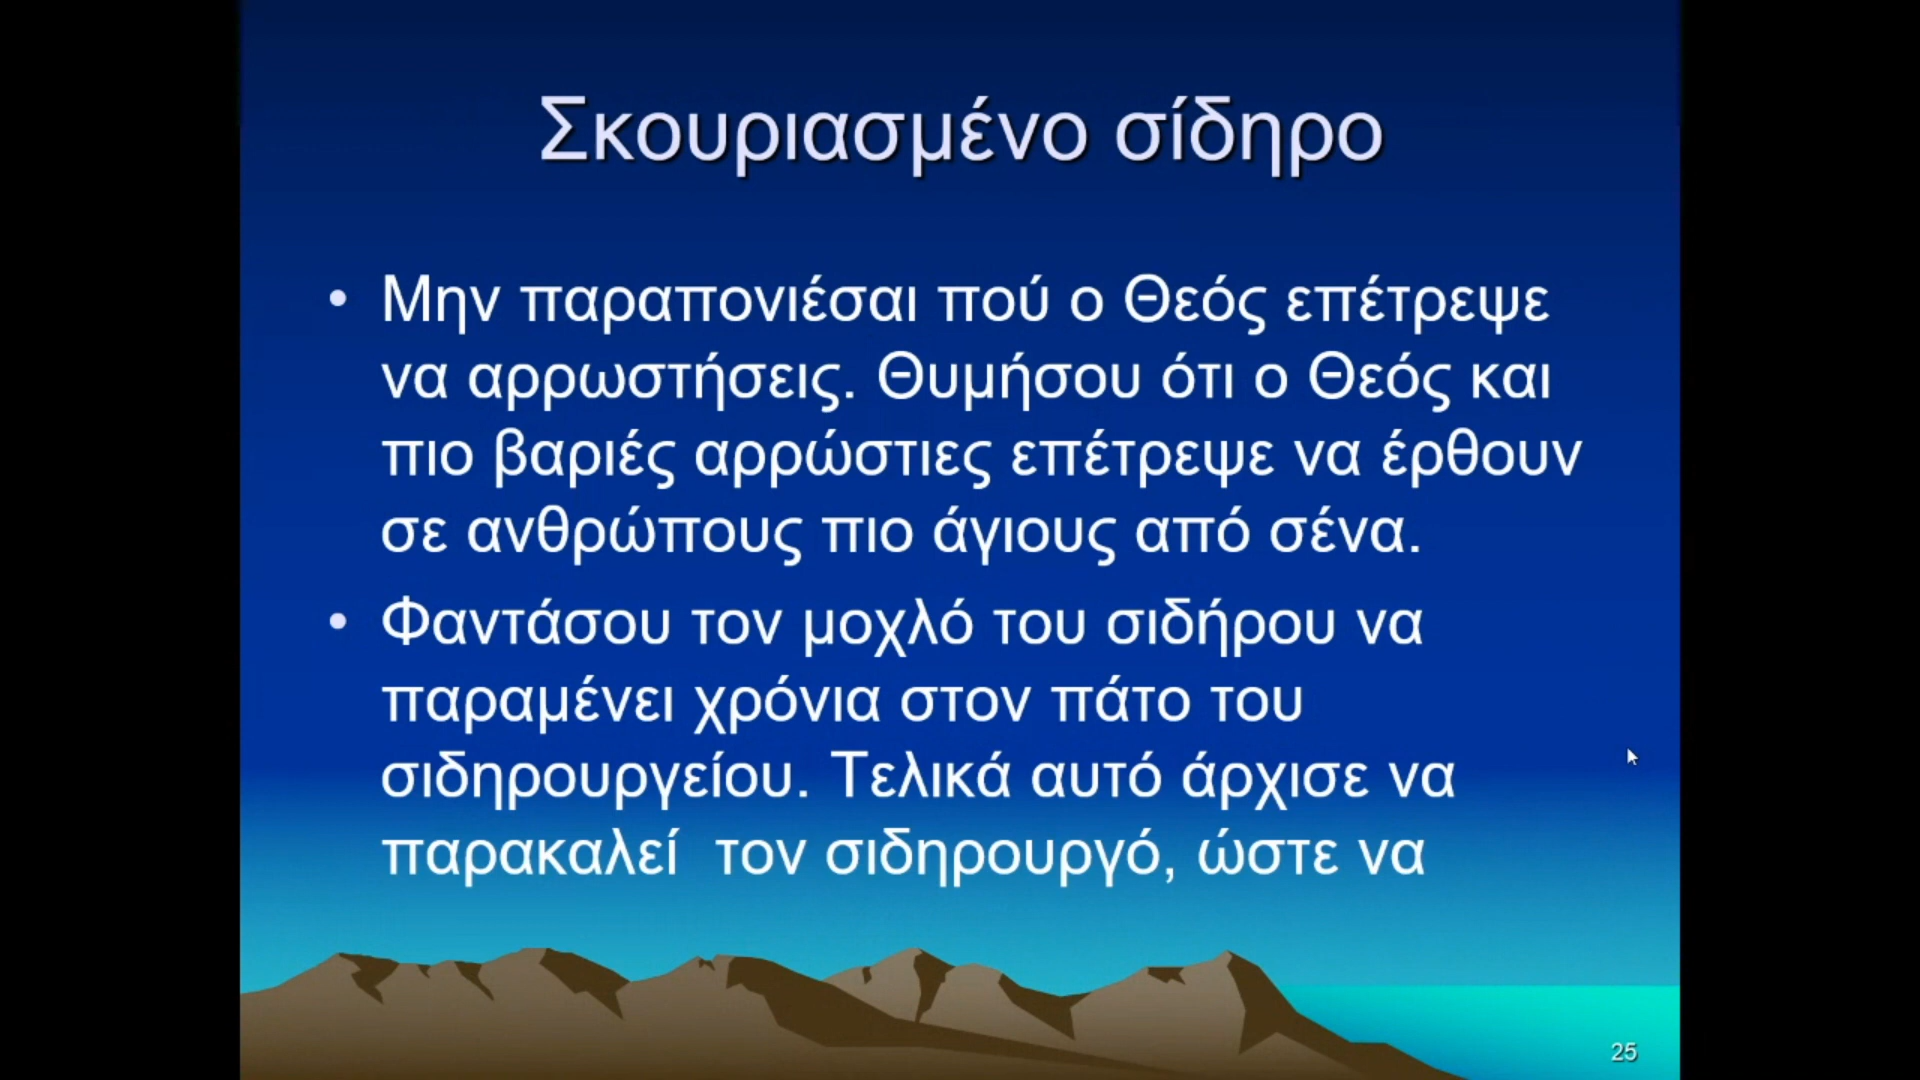 Σκουριασμένο σίδηρο
• Μην παραπονιέσαι πού ο Θεός επέτρεψε
να αρρωστήσεις. Θυμήσου ότι ο Θεός και
πιο βαριές αρρώστιες επέτρεψε να έρθουν
σε ανθρώπους πιο άγιους από σένα.
• Φαντάσου τον μοχλό του σιδήρου να
παραμένει χρόνια στον πάτο του
σιδηρουργείου. Τελικά αυτό άρχισε να
παρακαλεί  τον σιδηρουργό, ώστε να
25